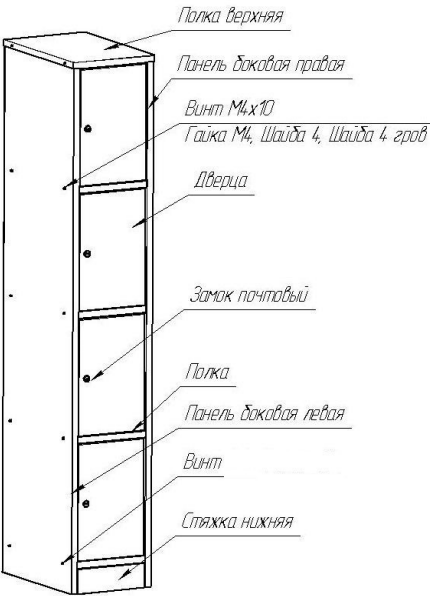 Полка верхняя
Панель боковая правая
Винт М4х10
Гайка М4, Шайба 4, Шайба 4 гров
Дверца
Замок почтовый
Полка
Панель боковая левая
Винт
Стяжка нижняя